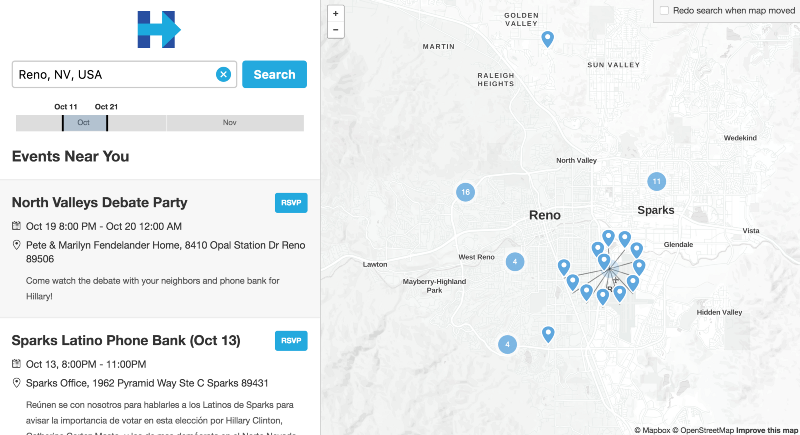 Reno, NV, USA
Search
Oct 11 Oct 21
Oct Nov
Events Near You
North Valleys Debate Party
RSVP
Oct 19 8:00 PM - Oct 20 12:00 AM
Pete & Marilyn Fendelander Home, 8410 Opal Station Dr Reno
89506
Come watch the debate with your neighbors and phone bank for
Hillary!
Sparks Latino Phone Bank (Oct 13)
RSVP
Oct 13, 8:00PM - 11:00PM
Sparks Office, 1962 Pyramid Way Ste C Sparks 89431
Reúnen se con nosotros para hablarles a los Latinos de Sparks para
avisar la importancia de votar en esta elección por Hillary Clinton,
+
−
Redo search when map moved
GOLDEN
VALLEY
MARTIN
SUN VALLEY
RALEIGH
HEIGHTS
Wedekind
North Valley
16
11
Reno
Sparks
Vista
Glendale
West Reno
4
Lawton
Mayberry-Highland
Park
Hidden Valley
4
© Mapbox © OpenStreetMap Improve this map